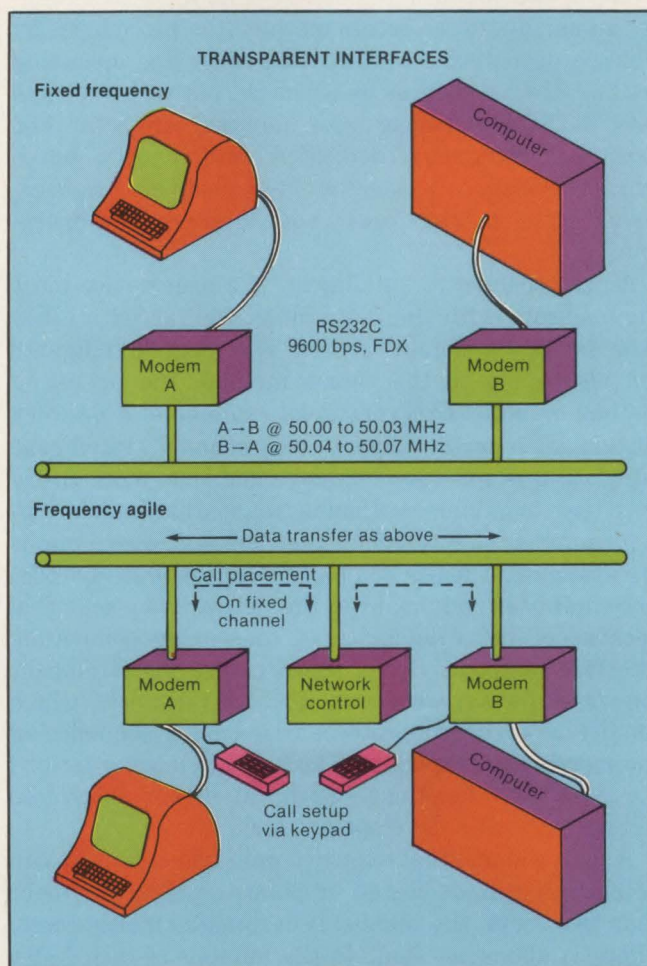 TRANSPARENT INTERFACES
Fixed frequency
Computer
RS232C
9600 bps, FDX
Modem
A
Modem
B
A→B @ 50.00 to 50.03 MHz
B→A @ 50.04 to 50.07 MHz
Frequency agile
Data transfer as above
Call placement
On fixed
channel
Modem
A
Network
control
Modem
B
Call setup
via keypad
Computer